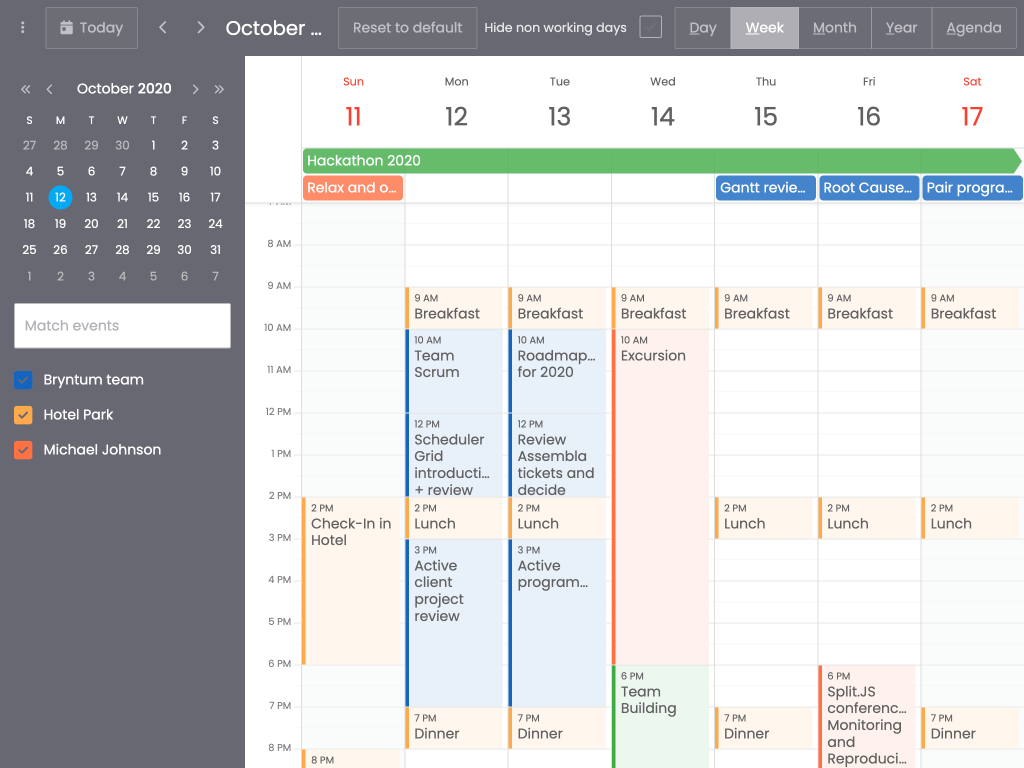 Today
October ...
Reset to default
Hide non working days
Day
Week
Month
Year
Agenda
October 2020
S M T W T F S
27 28 29 30 1 2 3
4 5 6 7 8 9 10
11 12 13 14 15 16 17
18 19 20 21 22 23 24
25 26 27 28 29 30 31
1 2 3 4 5 6 7
Match events
Bryntum team
Hotel Park
Michael Johnson
Sun Mon Tue Wed Thu Fri Sat
11 12 13 14 15 16 17
Hackathon 2020
Relax and o...
Gantt revie...
Root Cause...
Pair progra...
8 AM
9 AM
10 AM
11 AM
12 PM
1 PM
2 PM
3 PM
4 PM
5 PM
6 PM
7 PM
8 PM
2 PM
Check-In in
Hotel
8 PM
9 AM
Breakfast
10 AM
Team
Scrum
12 PM
Scheduler
Grid
introducti...
+ review
2 PM
Lunch
3 PM
Active
client
project
review
7 PM
Dinner
9 AM
Breakfast
10 AM
Roadmap...
for 2020
12 PM
Review
Assembla
tickets and
decide
2 PM
Lunch
3 PM
Active
program...
7 PM
Dinner
9 AM
Breakfast
10 AM
Excursion
6 PM
Team
Building
9 AM
Breakfast
2 PM
Lunch
7 PM
Dinner
9 AM
Breakfast
2 PM
Lunch
6 PM
Split.JS
conferenc...
Monitoring
and
Reproduci...
9 AM
Breakfast
2 PM
Lunch
7 PM
Dinner